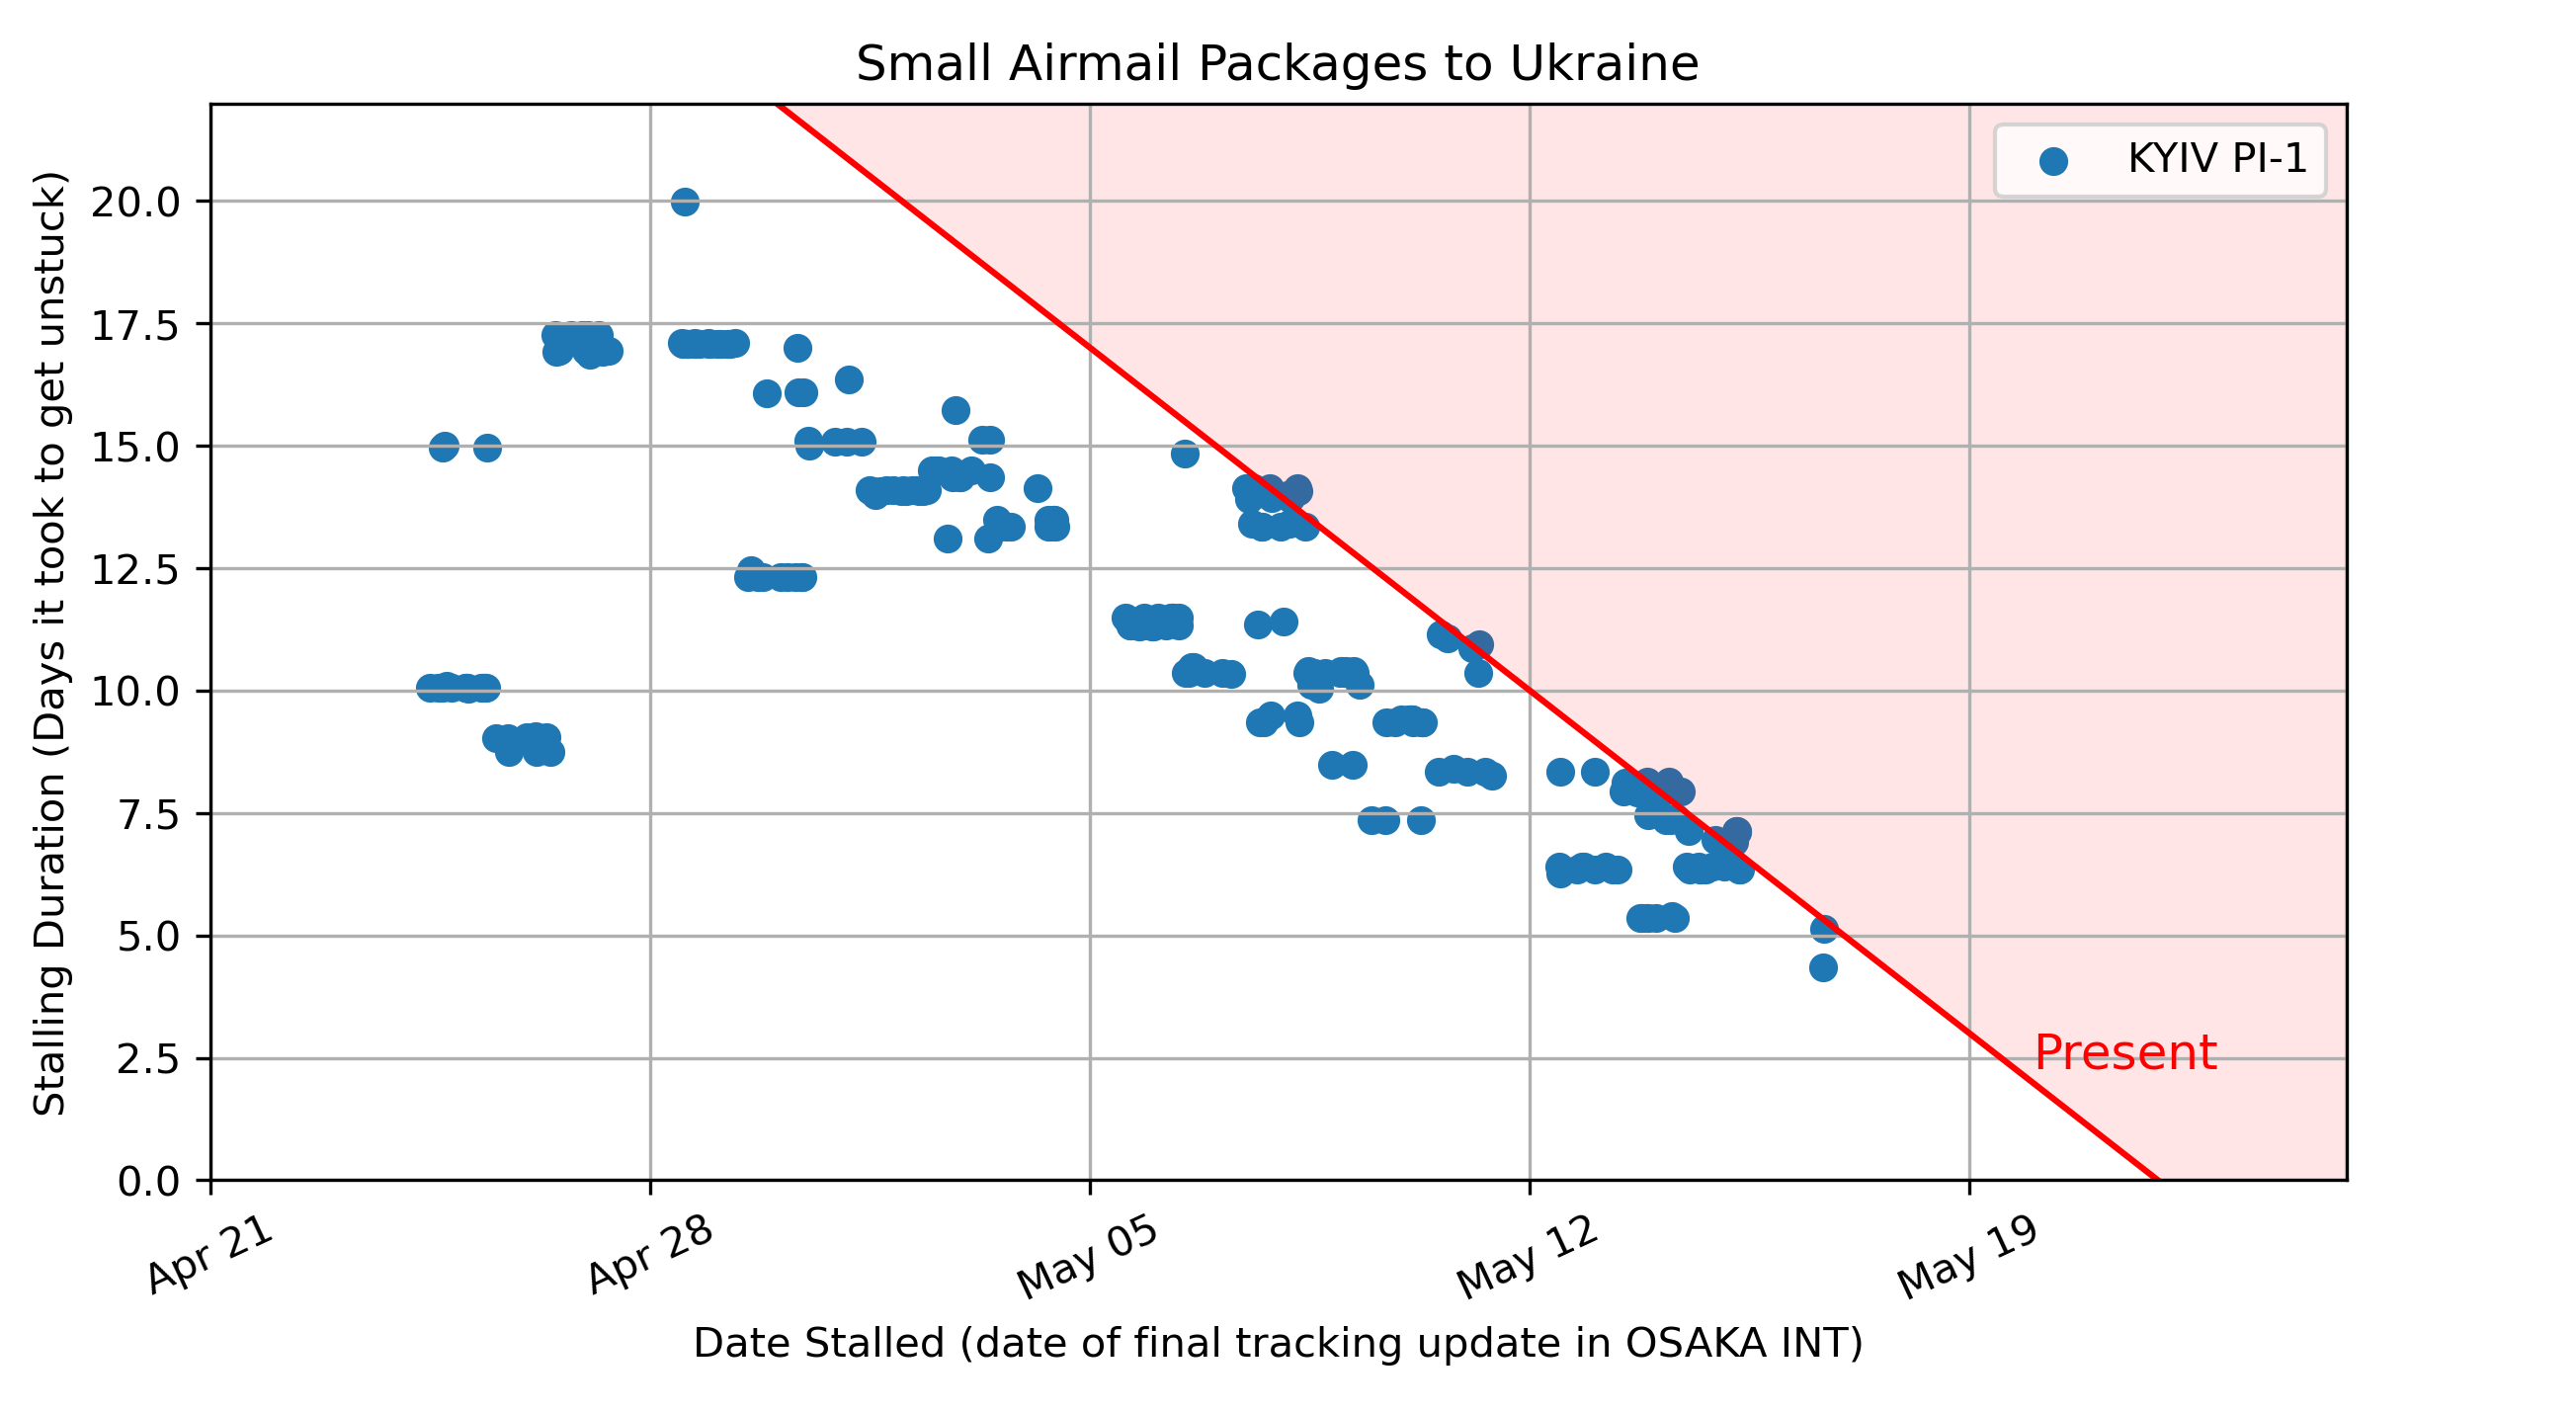 Small Airmail Packages to Ukraine
KYIV PI-1
Stalling Duration (Days it took to get unstuck)
20.0
17.5
15.0
12.5
10.0
7.5
5.0
2.5
0.0
Present
Apr 21
Apr 28
May 05
May 12
May 19
Date Stalled (date of final tracking update in OSAKA INT)